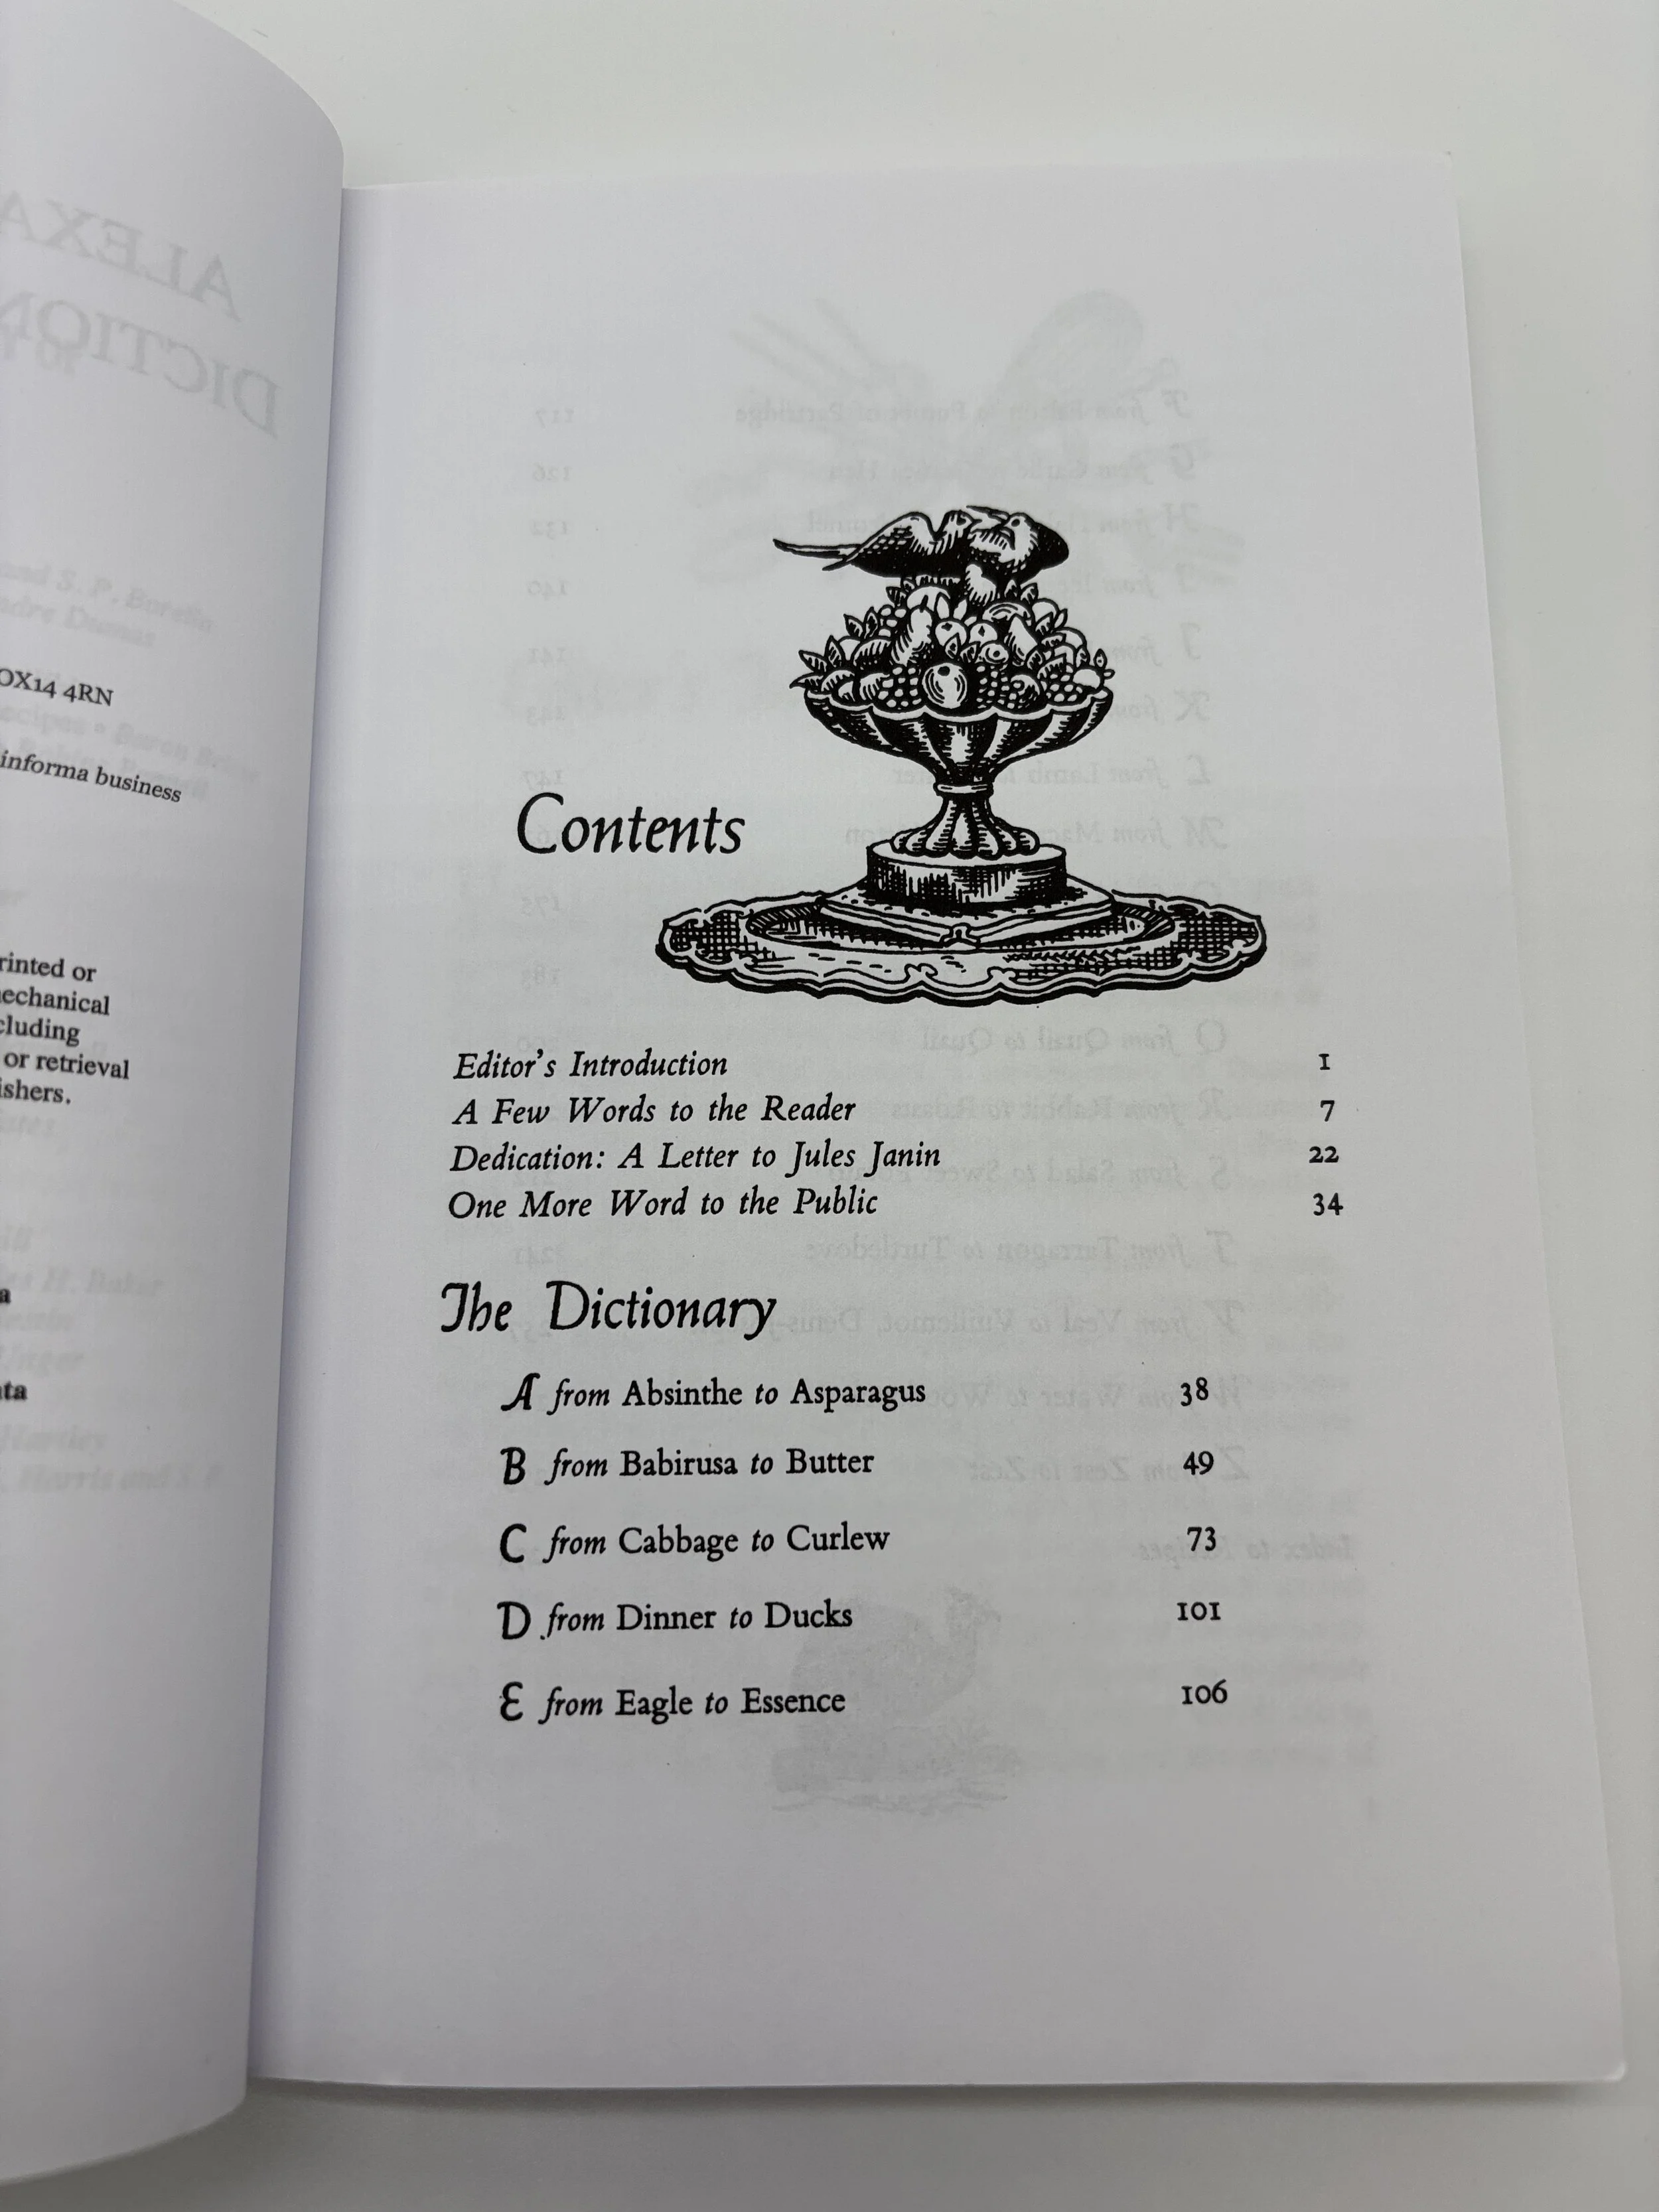 OX14 4RN
informa business
rinted or
echanical
cluding
or retrieval
ishers.
a
ta
Contents
Editor's Introduction 1
A Few Words to the Reader 7
Dedication: A Letter to Jules Janin 22
One More Word to the Public 34
The Dictionary
A from Absinthe to Asparagus 38
B from Babirusa to Butter 49
C from Cabbage to Curlew 73
D from Dinner to Ducks 101
E from Eagle to Essence 106